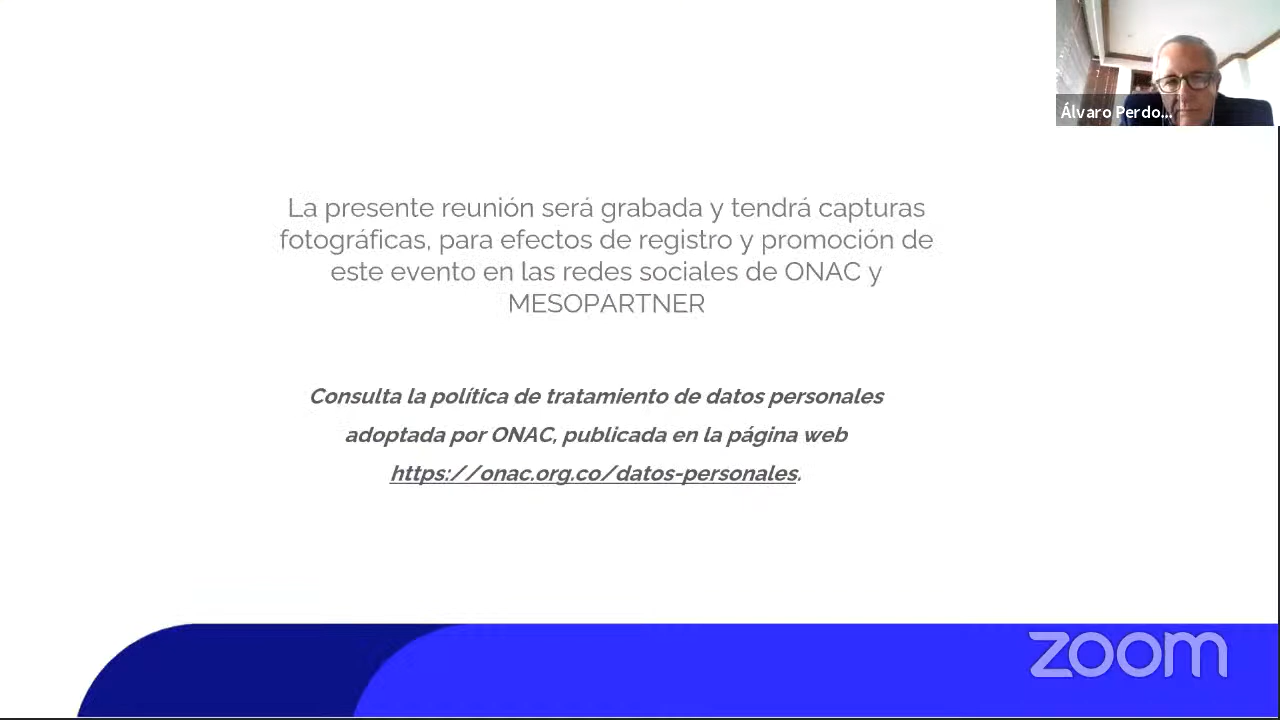 Álvaro Perdo...
La presente reunión será grabada y tendrá capturas
fotográficas, para efectos de registro y promoción de
este evento en las redes sociales de ONAC y
MESOPARTNER
Consulta la política de tratamiento de datos personales
adoptada por ONAC, publicada en la página web
https://onac.org.co/datos-personales.
zoom